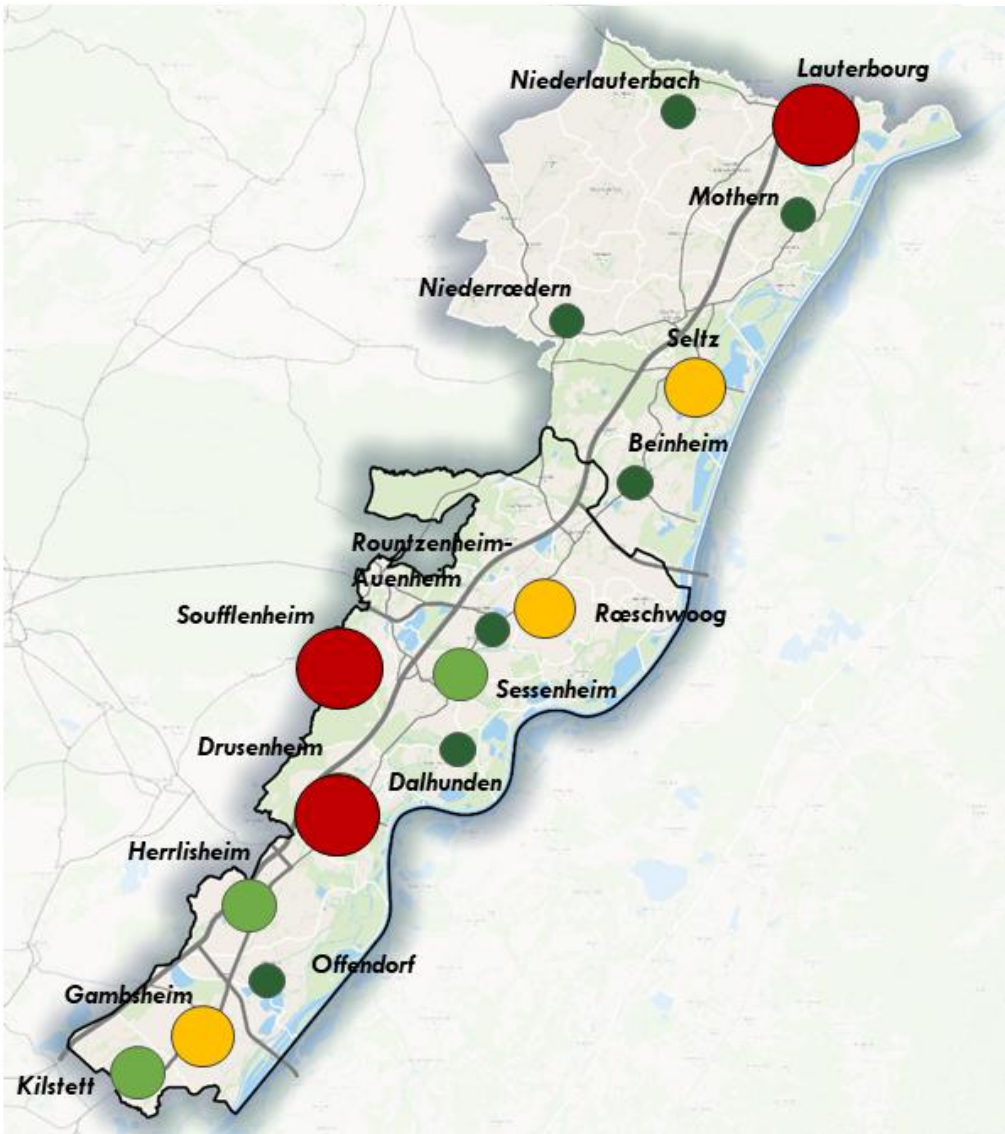 Lauterbourg
Niederlauterbach
Mothern
Niederrœdern
Seltz
Beinheim
Rountzenheim-
Auenheim
Soufflenheim
Rœschwoog
Sessenheim
Drusenheim
Dalhunden
Herrlisheim
Offendorf
Gambsheim
Kilstett